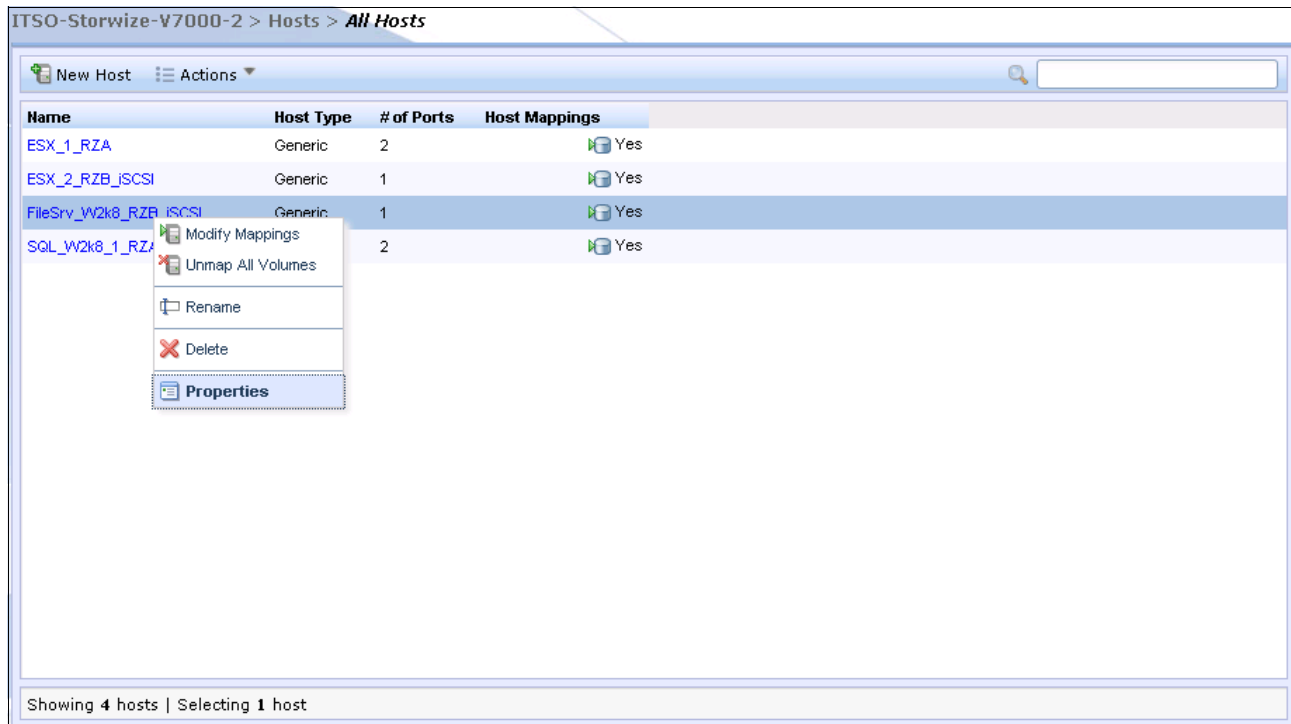 ITSO-Storwize-V7000-2 > Hosts > All Hosts
New Host Actions
Name Host Type # of Ports Host Mappings
ESX_1_RZA Generic 2 Yes
ESX_2_RZB_iSCSI Generic 1 Yes
FileSrv_W2k8_RZB_iSCSI Generic 1 Yes
SQL_W2k8_1_RZA 2 Yes
Modify Mappings
Unmap All Volumes
Rename
Delete
Properties
Showing 4 hosts | Selecting 1 host